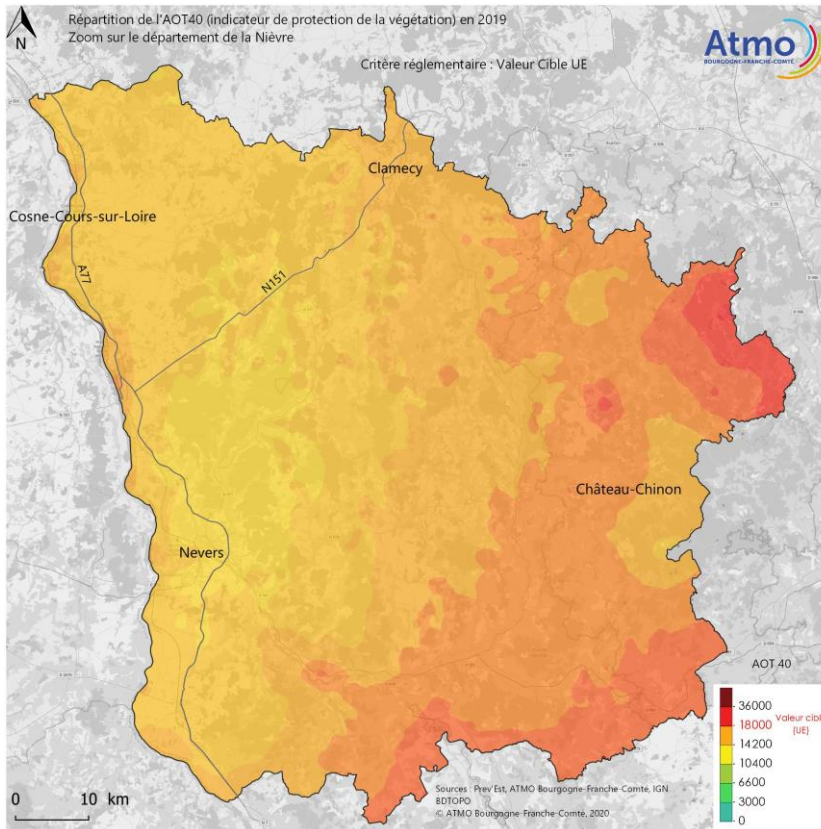 Répartition de l'AOT40 (indicateur de protection de la végétation) en 2019
Zoom sur le département de la Nièvre
N
Critère réglementaire : Valeur Cible UE
Atmo
BOURGOGNE-FRANCHE-COMTÉ
Clamecy
Cosne-Cours-sur-Loire
A77
N151
Château-Chinon
Nevers
AOT 40
36000
18000 Valeur cibl
(UE)
14200
10400
6600
3000
0
0 10 km
Sources : Prev'Est, ATMO Bourgogne-Franche-Comté, IGN
BDTOPO
© ATMO Bourgogne-Franche-Comté, 2020